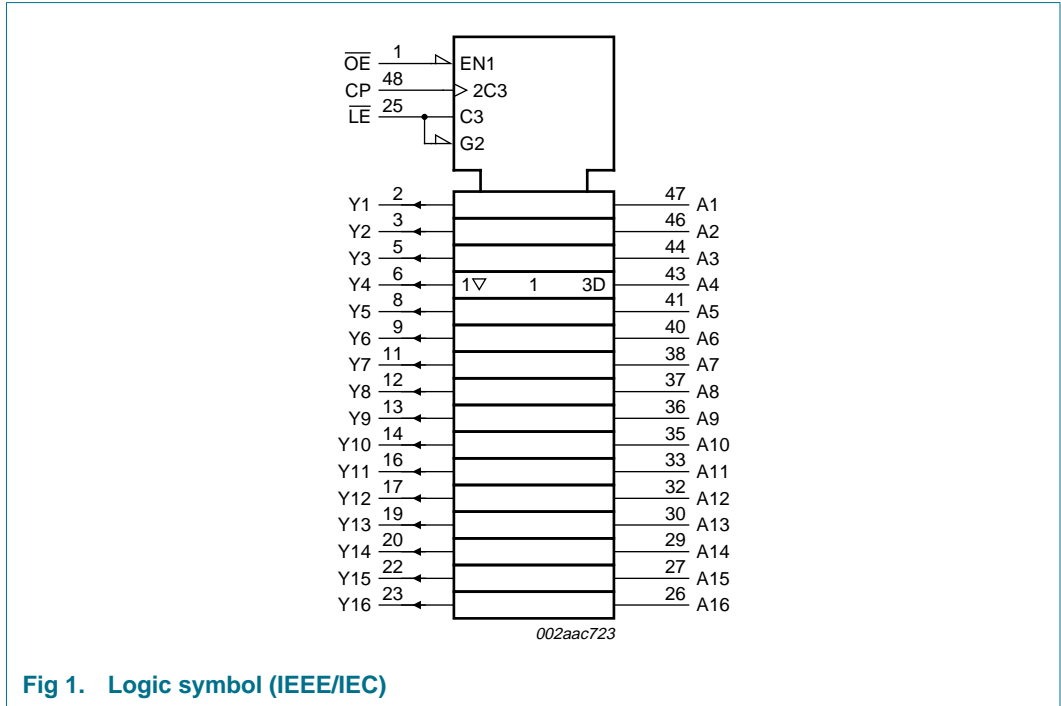 O̅E̅ 1 EN1
CP 48 2C3
L̅E̅ 25 C3
G2
Y1 2 47 A1
Y2 3 46 A2
Y3 5 44 A3
Y4 6 1▽ 1 3D 43 A4
Y5 8 41 A5
Y6 9 40 A6
Y7 11 38 A7
Y8 12 37 A8
Y9 13 36 A9
Y10 14 35 A10
Y11 16 33 A11
Y12 17 32 A12
Y13 19 30 A13
Y14 20 29 A14
Y15 22 27 A15
Y16 23 26 A16
002aac723
Fig 1. Logic symbol (IEEE/IEC)